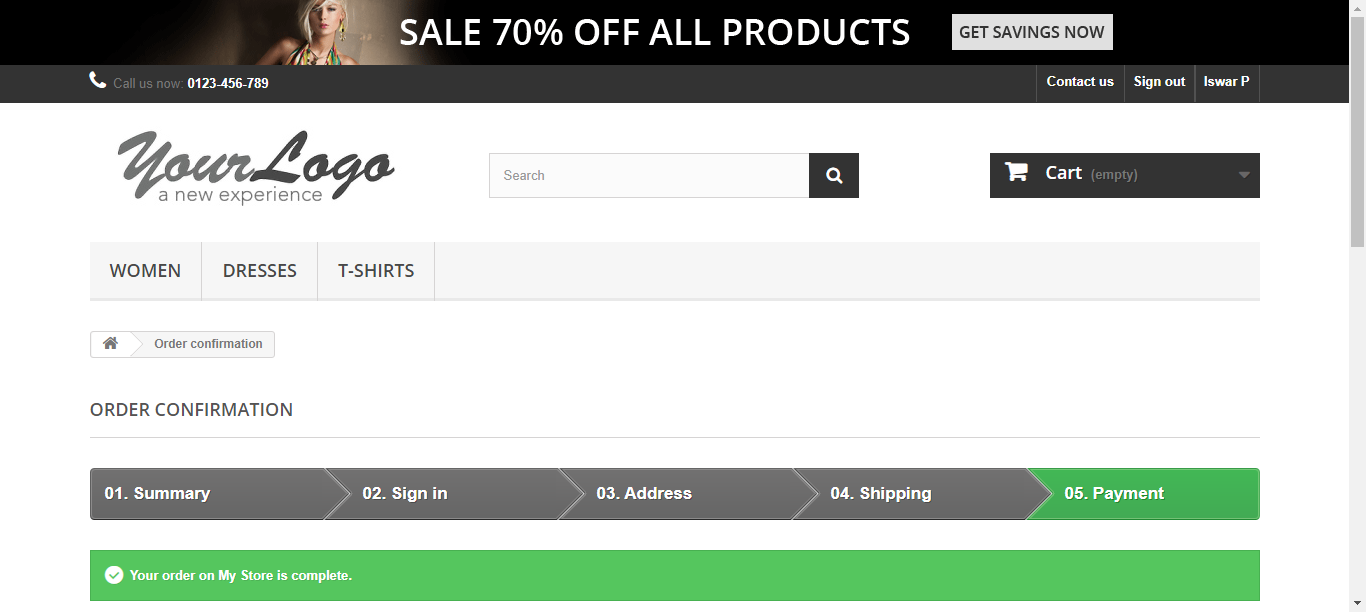 SALE 70% OFF ALL PRODUCTS GET SAVINGS NOW
Call us now: 0123-456-789 Contact us Sign out Iswar P
Your Logo
a new experience
Search
Cart (empty)
WOMEN DRESSES T-SHIRTS
Order confirmation
ORDER CONFIRMATION
01. Summary 02. Sign in 03. Address 04. Shipping 05. Payment
Your order on My Store is complete.